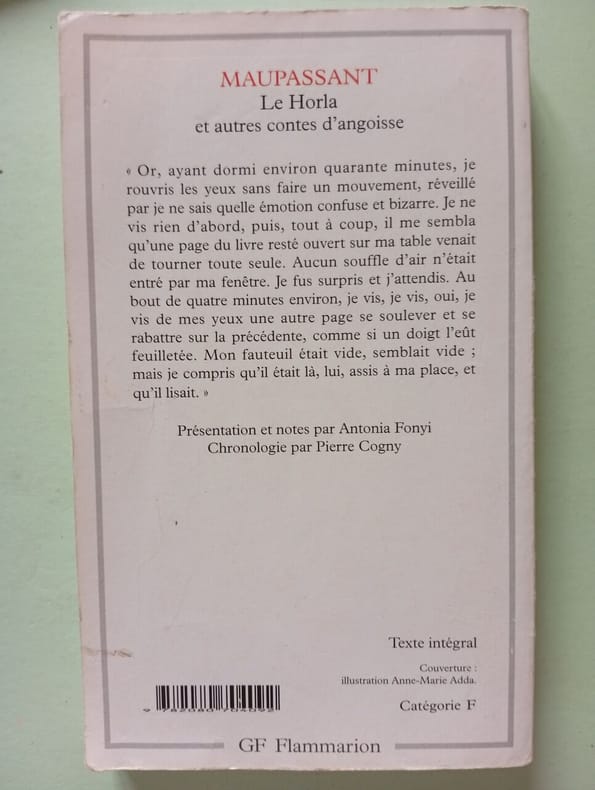 MAUPASSANT
Le Horla
et autres contes d'angoisse
« Or, ayant dormi environ quarante minutes, je
rouvris les yeux sans faire un mouvement, réveillé
par je ne sais quelle émotion confuse et bizarre. Je ne
vis rien d'abord, puis, tout à coup, il me sembla
qu'une page du livre resté ouvert sur ma table venait
de tourner toute seule. Aucun souffle d'air n'était
entré par ma fenêtre. Je fus surpris et j'attendis. Au
bout de quatre minutes environ, je vis, je vis, oui, je
vis de mes yeux une autre page se soulever et se
rabattre sur la précédente, comme si un doigt l'eût
feuilletée. Mon fauteuil était vide, semblait vide ;
mais je compris qu'il était là, lui, assis à ma place, et
qu'il lisait. »
Présentation et notes par Antonia Fonyi
Chronologie par Pierre Cogny
Texte intégral
Couverture :
illustration Anne-Marie Adda.
Catégorie F
9 782080 704092
GF Flammarion